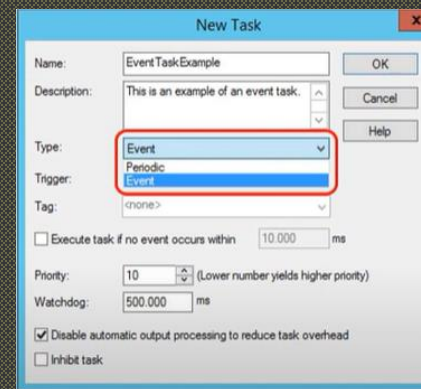 New Task
x
Name: EventTaskExample OK
Description: This is an example of an event task. Cancel
Help
Type: Event
Periodic
Trigger: Event
Tag: <none>
Execute task if no event occurs within 10.000 ms
Priority: 10 (Lower number yields higher priority)
Watchdog: 500.000 ms
Disable automatic output processing to reduce task overhead
Inhibit task